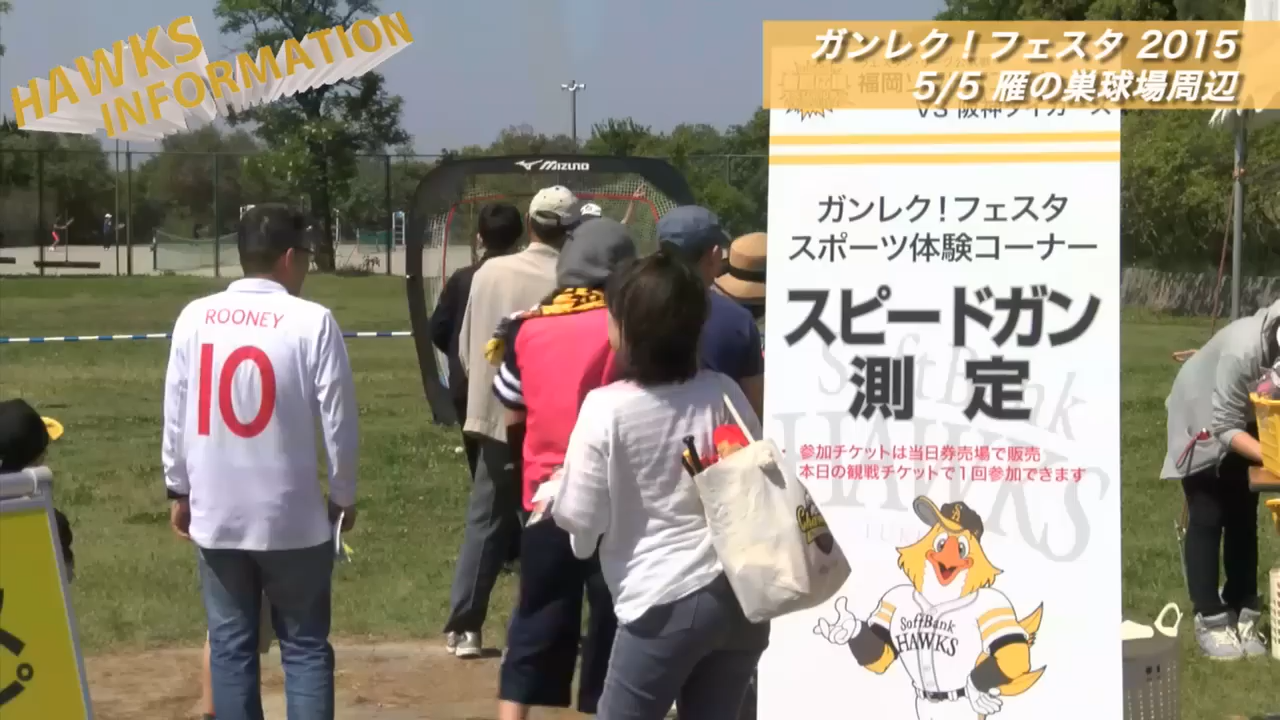 HAWKS
INFORMATION
ガンレク！フェスタ 2015
5/5 雁の巣球場周辺
MIZUNO
ROONEY
10
ガンレク！フェスタ
スポーツ体験コーナー
スピードガン
測 定
参加チケットは当日券売場で販売
本日の観戦チケットで1回参加できます
SoftBank
HAWKS
SoftBank
HAWKS